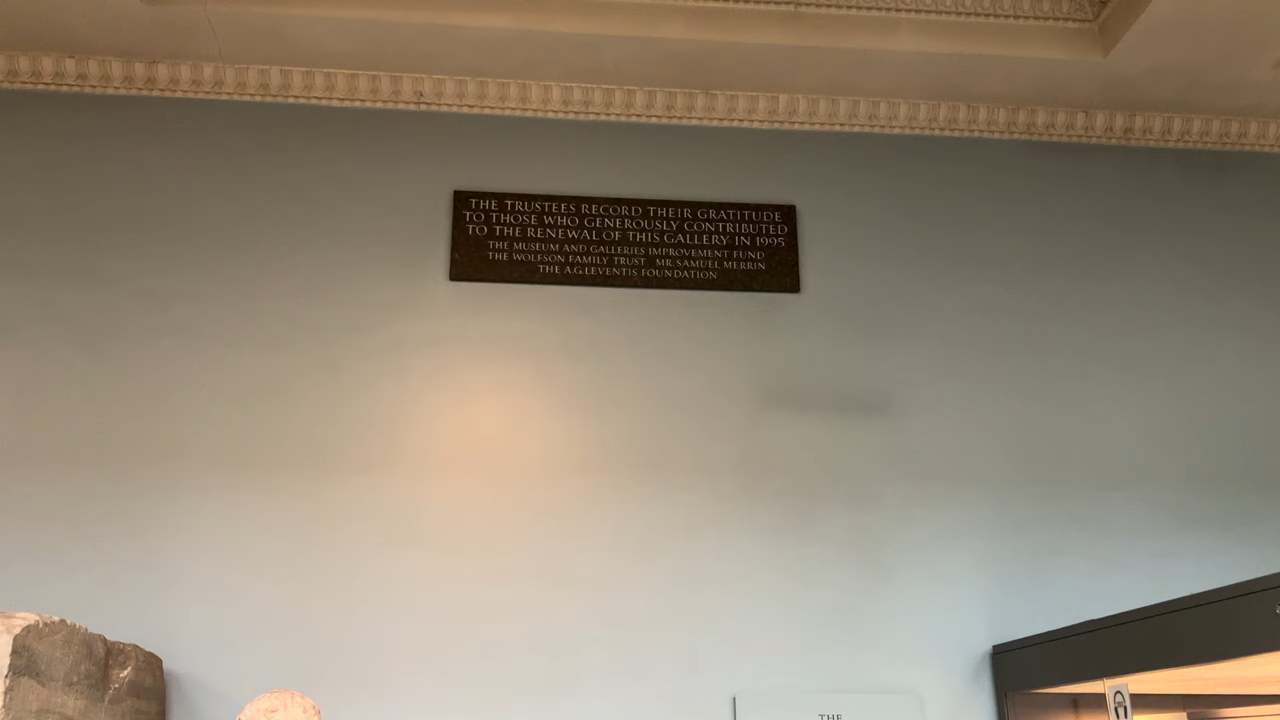 THE TRUSTEES RECORD THEIR GRATITUDE
TO THOSE WHO GENEROUSLY CONTRIBUTED
TO THE RENEWAL OF THIS GALLERY IN 1995
THE MUSEUM AND GALLERIES IMPROVEMENT FUND
THE WOLFSON FAMILY TRUST MR. SAMUEL MERRIN
THE A.G. LEVENTIS FOUNDATION
THE